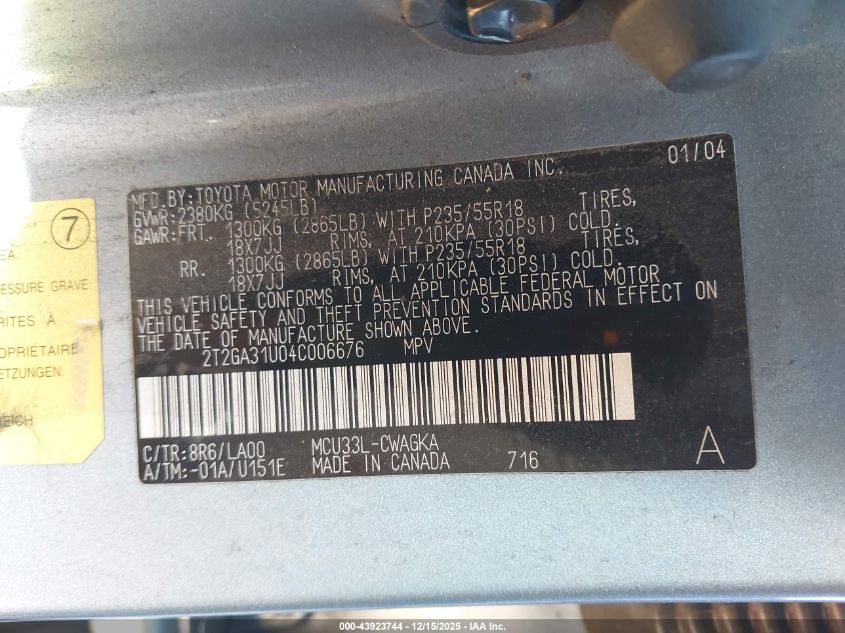 01/04
MFD.BY:TOYOTA MOTOR MANUFACTURING CANADA INC.
GVWR:2380KG (5245LB)
GAWR:FRT. 1300KG (2865LB) WITH P235/55R18 TIRES,
18X7JJ RIMS, AT 210KPA (30PSI) COLD.
RR. 1300KG (2865LB) WITH P235/55R18 TIRES,
18X7JJ RIMS, AT 210KPA (30PSI) COLD.
THIS VEHICLE CONFORMS TO ALL APPLICABLE FEDERAL MOTOR
VEHICLE SAFETY AND THEFT PREVENTION STANDARDS IN EFFECT ON
THE DATE OF MANUFACTURE SHOWN ABOVE.
2T2GA31U04C006676 MPV
C/TR:8R6/LA00 MCU33L-CWAGKA
A/TM:-01A/U151E MADE IN CANADA 716 A
7
EA.
ESSURE GRAVE
RITES À
OPRIÉTAIRE
ETZUNGEN:
REICH
000-43923744 - 12/15/2025 - IAA Inc.